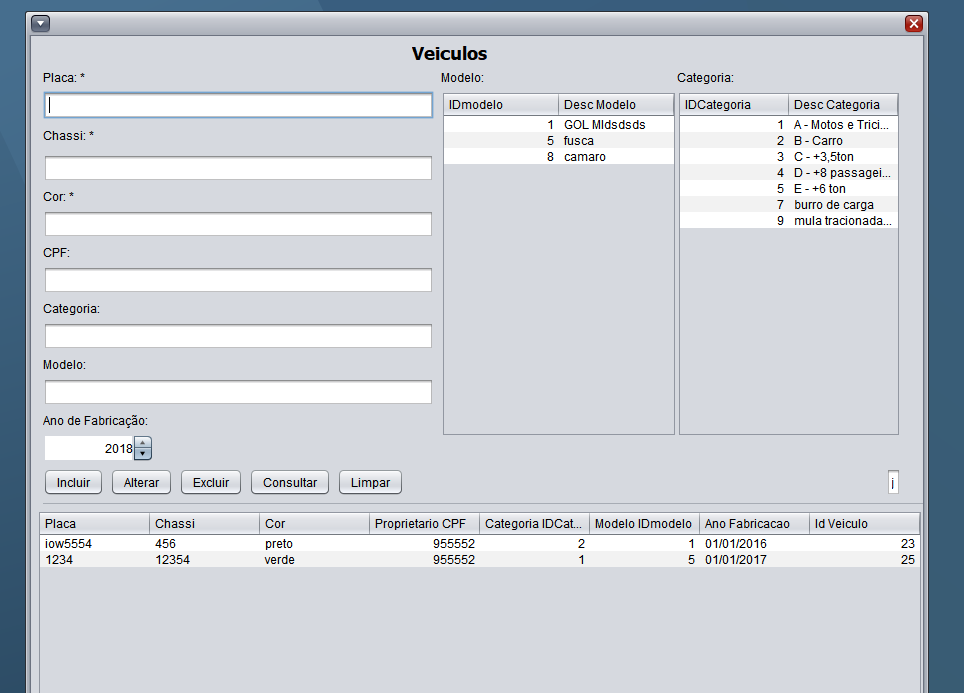 Veiculos
Placa: *
Chassi: *
Cor: *
CPF:
Categoria:
Modelo:
Ano de Fabricação:
2018
Modelo:
IDmodelo Desc Modelo
1 GOL Mldsdsds
5 fusca
8 camaro
Categoria:
IDCategoria Desc Categoria
1 A - Motos e Trici...
2 B - Carro
3 C - +3,5ton
4 D - +8 passagei...
5 E - +6 ton
7 burro de carga
9 mula tracionada...
Incluir Alterar Excluir Consultar Limpar j
Placa Chassi Cor Proprietario CPF Categoria IDCat... Modelo IDmodelo Ano Fabricacao Id Veiculo
iow5554 456 preto 955552 2 1 01/01/2016 23
1234 12354 verde 955552 1 5 01/01/2017 25